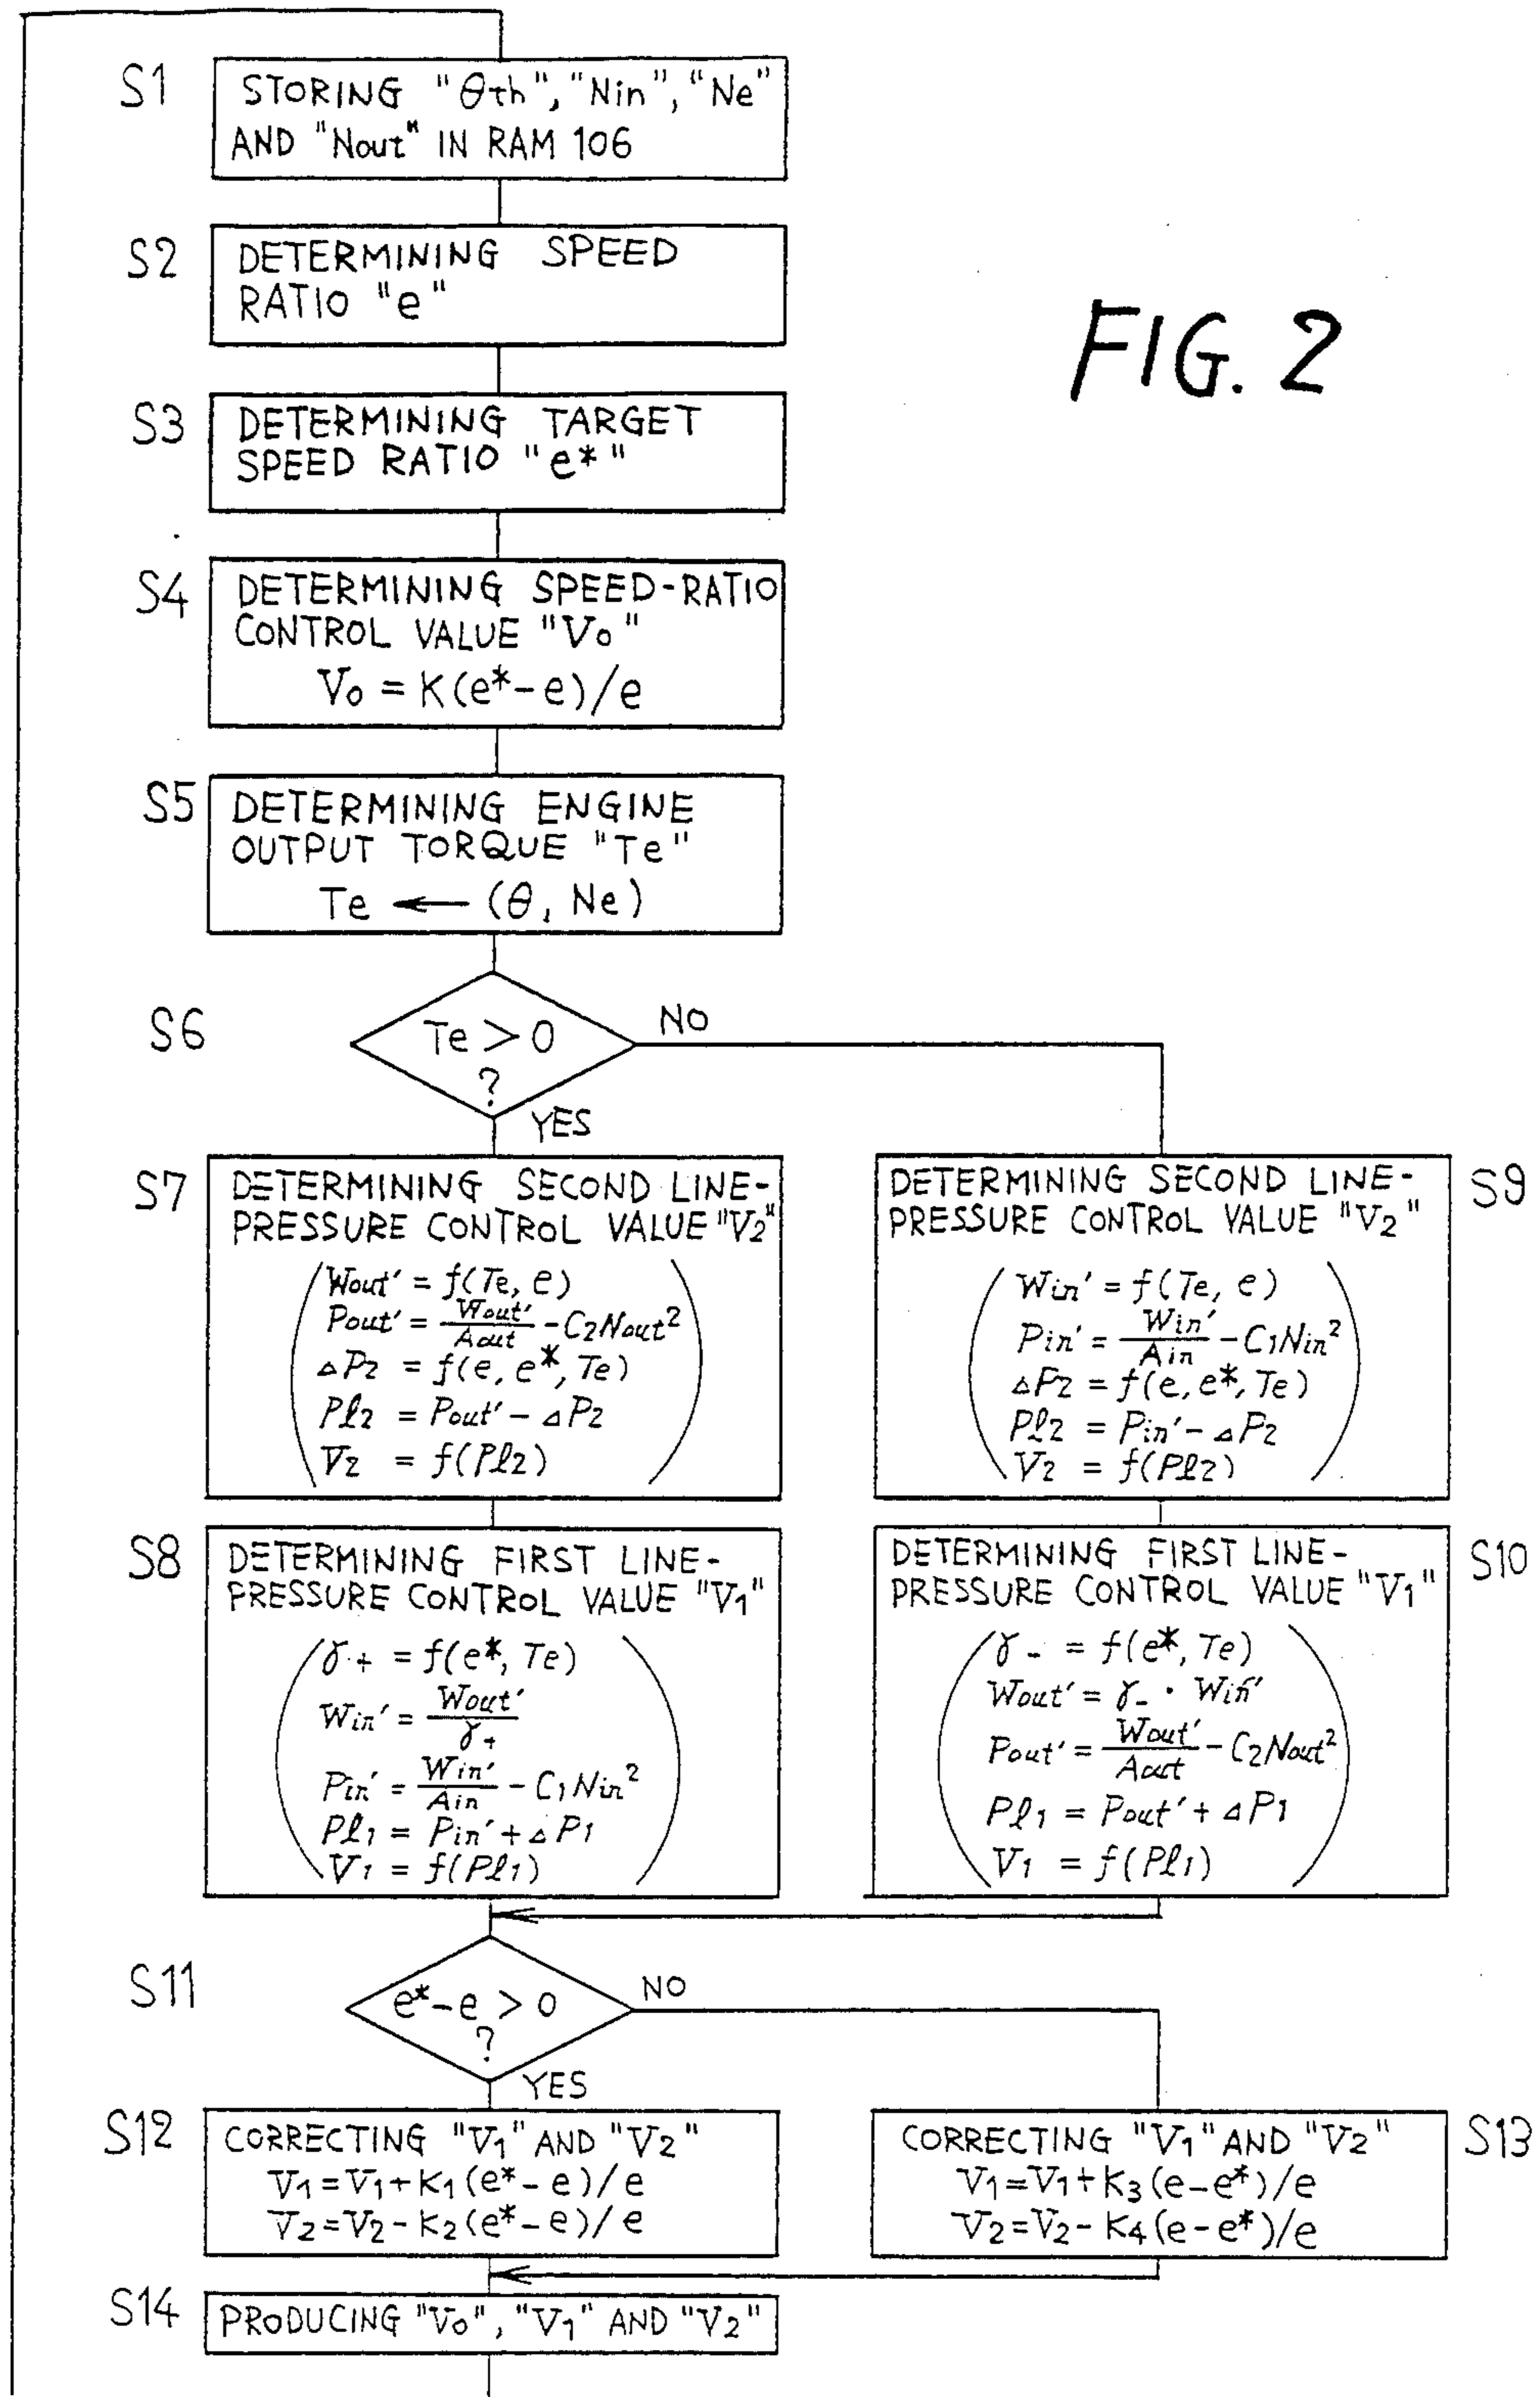 S1
STORING "θth", "Nin", "Ne"
AND "Nout" IN RAM 106
S2
DETERMINING SPEED
RATIO "e"
FIG. 2
S3
DETERMINING TARGET
SPEED RATIO "e*"
S4
DETERMINING SPEED-RATIO
CONTROL VALUE "V₀"
V₀ = K(e*-e)/e
S5
DETERMINING ENGINE
OUTPUT TORQUE "Te"
Te ← (θ, Ne)
S6
Te > 0
?
NO
YES
S7
DETERMINING SECOND LINE-
PRESSURE CONTROL VALUE "V₂"
Wout' = f(Te, e)
Pout' = Wout'/Aout - C₂Nout²
△P₂ = f(e, e*, Te)
Pl₂ = Pout' - △P₂
V₂ = f(Pl₂)
S9
DETERMINING SECOND LINE-
PRESSURE CONTROL VALUE "V₂"
Win' = f(Te, e)
Pin' = Win'/Ain - C₁Nin²
△P₂ = f(e, e*, Te)
Pl₂ = Pin' - △P₂
V₂ = f(Pl₂)
S8
DETERMINING FIRST LINE-
PRESSURE CONTROL VALUE "V₁"
γ₊ = f(e*, Te)
Win' = Wout'/γ₊
Pin' = Win'/Ain - C₁Nin²
Pl₁ = Pin' + △P₁
V₁ = f(Pl₁)
S10
DETERMINING FIRST LINE-
PRESSURE CONTROL VALUE "V₁"
γ₋ = f(e*, Te)
Wout' = γ₋ · Win'
Pout' = Wout'/Aout - C₂Nout²
Pl₁ = Pout' + △P₁
V₁ = f(Pl₁)
S11
e*-e > 0
?
NO
YES
S12
CORRECTING "V₁" AND "V₂"
V₁=V₁+K₁(e*-e)/e
V₂=V₂-K₂(e*-e)/e
S13
CORRECTING "V₁" AND "V₂"
V₁=V₁+K₃(e-e*)/e
V₂=V₂-K₄(e-e*)/e
S14
PRODUCING "V₀", "V₁" AND "V₂"